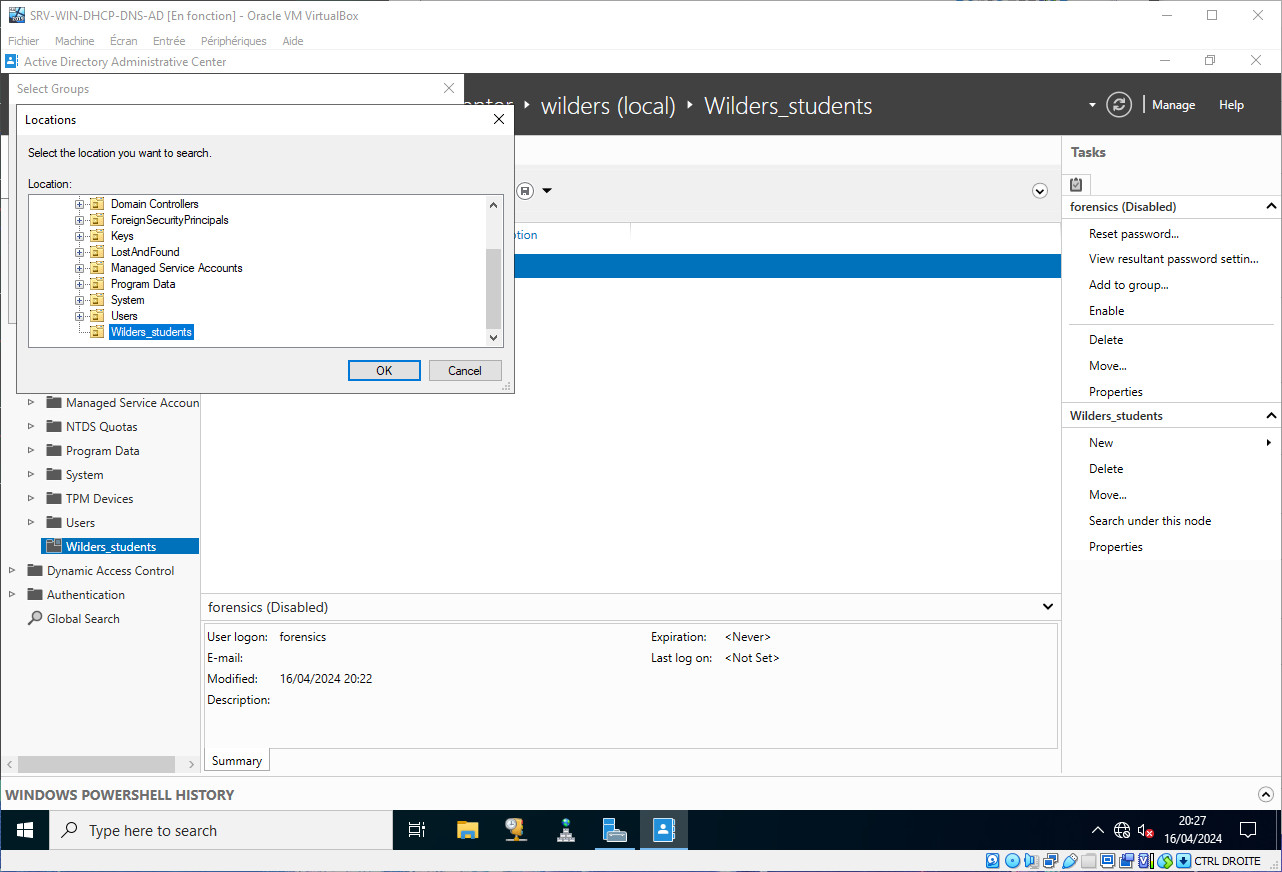 SRV-WIN-DHCP-DNS-AD [En fonction] - Oracle VM VirtualBox
Fichier Machine Écran Entrée Périphériques Aide
Active Directory Administrative Center
Select Groups
wilders (local) Wilders_students
Manage Help
Locations
Select the location you want to search.
Location:
Domain Controllers
ForeignSecurityPrincipals
Keys
LostAndFound
Managed Service Accounts
Program Data
System
Users
Wilders_students
OK Cancel
Managed Service Accoun
NTDS Quotas
Program Data
System
TPM Devices
Users
Wilders_students
Dynamic Access Control
Authentication
Global Search
forensics (Disabled)
User logon: forensics
E-mail:
Modified: 16/04/2024 20:22
Description:
Expiration: <Never>
Last log on: <Not Set>
Summary
Tasks
forensics (Disabled)
Reset password...
View resultant password settin...
Add to group...
Enable
Delete
Move...
Properties
Wilders_students
New
Delete
Move...
Search under this node
Properties
WINDOWS POWERSHELL HISTORY
Type here to search
20:27
16/04/2024
CTRL DROITE